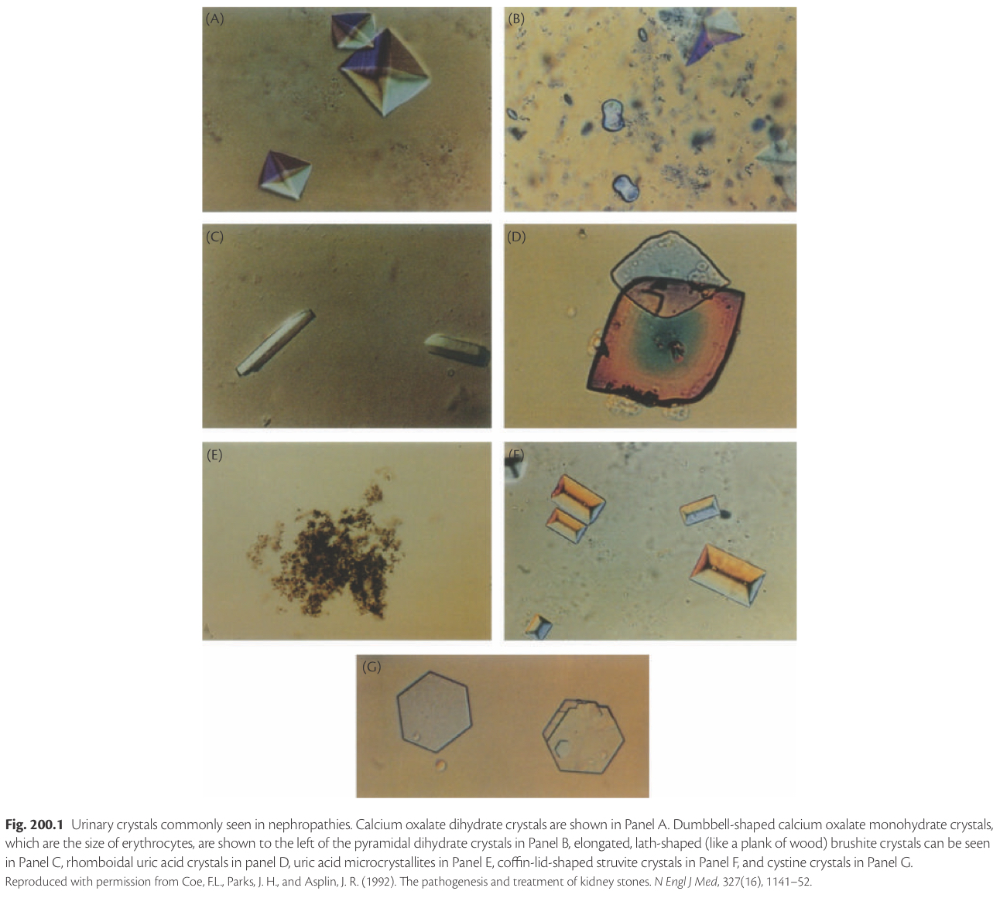 (A)
(B)
(C)
(D)
(E)
(F)
(G)
Fig. 200.1 Urinary crystals commonly seen in nephropathies. Calcium oxalate dihydrate crystals are shown in Panel A. Dumbbell-shaped calcium oxalate monohydrate crystals,
which are the size of erythrocytes, are shown to the left of the pyramidal dihydrate crystals in Panel B, elongated, lath-shaped (like a plank of wood) brushite crystals can be seen
in Panel C, rhomboidal uric acid crystals in panel D, uric acid microcrystallites in Panel E, coffin-lid-shaped struvite crystals in Panel F, and cystine crystals in Panel G.
Reproduced with permission from Coe, F.L., Parks, J. H., and Asplin, J. R. (1992). The pathogenesis and treatment of kidney stones. N Engl J Med, 327(16), 1141–52.